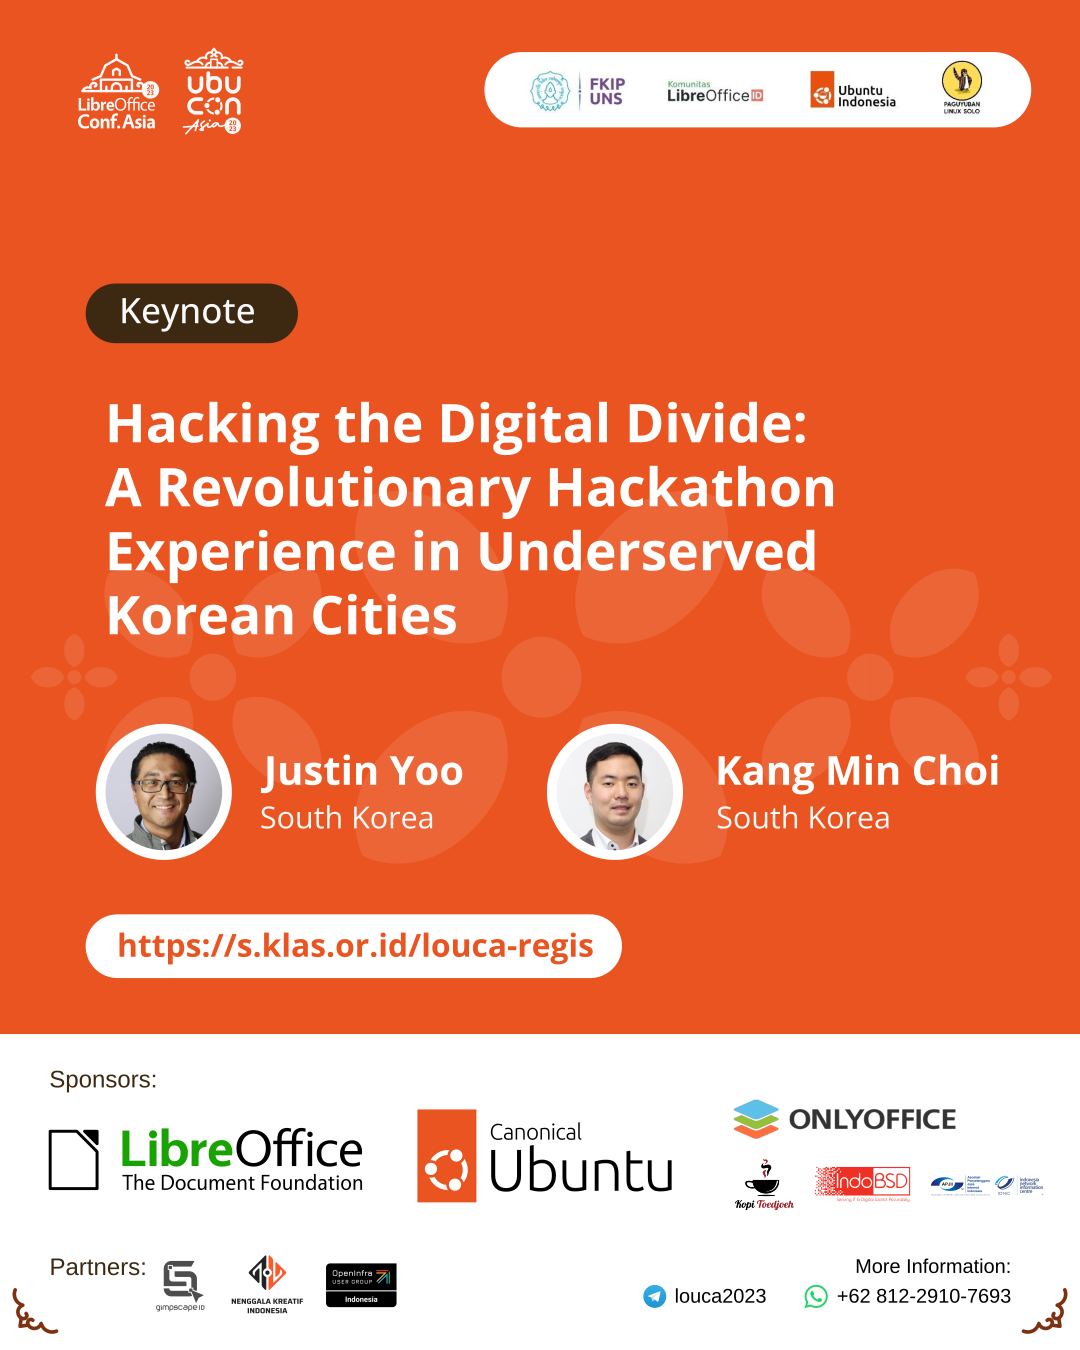 LibreOffice
Conf.Asia
2023
ubu
con
Asia
2023
FKIP
UNS
Komunitas
LibreOffice ID
Ubuntu
Indonesia
PAGUYUBAN
LINUX SOLO
Keynote
Hacking the Digital Divide:
A Revolutionary Hackathon
Experience in Underserved
Korean Cities
Justin Yoo
South Korea
Kang Min Choi
South Korea
https://s.klas.or.id/louca-regis
Sponsors:
LibreOffice
The Document Foundation
Canonical
Ubuntu
ONLYOFFICE
Kopi Toedjoeh
IndoBSD
Partners:
gimpscape ID
NENGGALA KREATIF
INDONESIA
OpenInfra
USER GROUP
Indonesia
More Information:
louca2023
+62 812-2910-7693